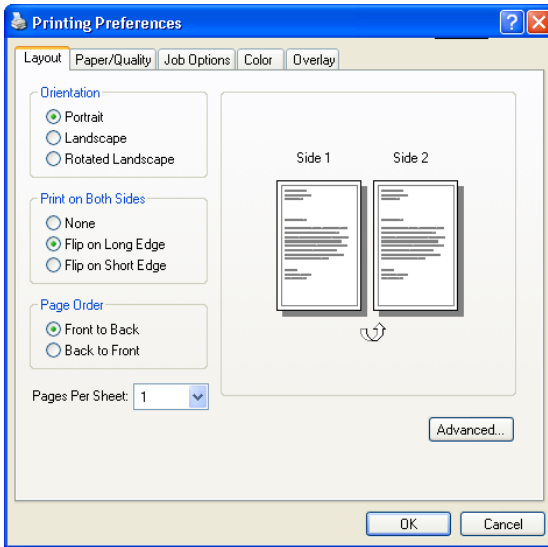 Printing Preferences
Layout Paper/Quality Job Options Color Overlay
Orientation
Portrait
Landscape
Rotated Landscape
Print on Both Sides
None
Flip on Long Edge
Flip on Short Edge
Page Order
Front to Back
Back to Front
Pages Per Sheet: 1
Side 1 Side 2
Advanced...
OK Cancel